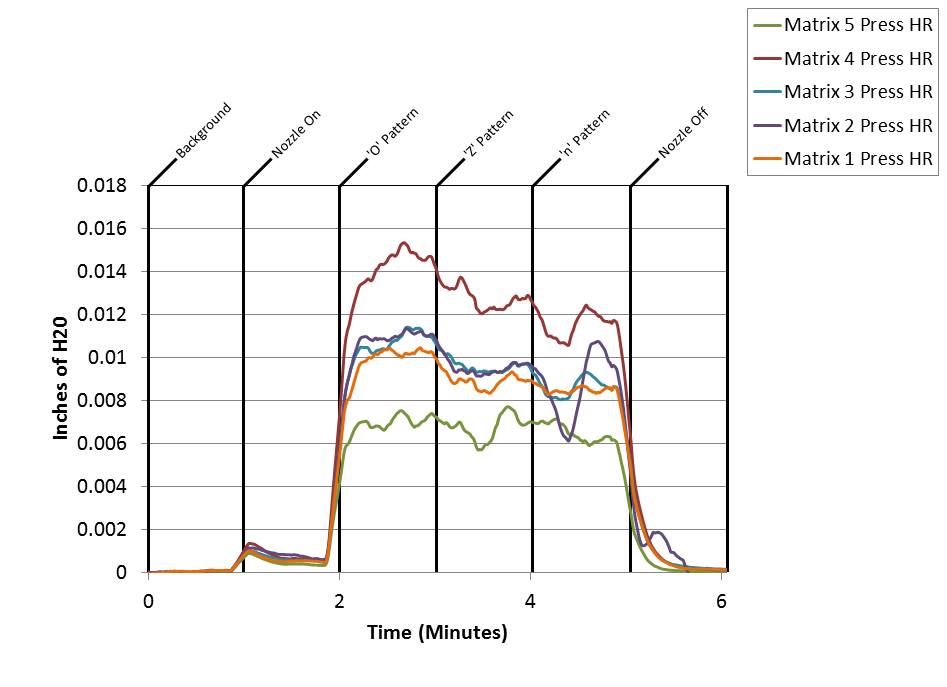 Matrix 5 Press HR
Matrix 4 Press HR
Matrix 3 Press HR
Matrix 2 Press HR
Matrix 1 Press HR
Background
Nozzle On
'O' Pattern
'Z' Pattern
'n' Pattern
Nozzle Off
0.018
0.016
0.014
0.012
0.01
0.008
0.006
0.004
0.002
0
Inches of H20
0 2 4 6
Time (Minutes)